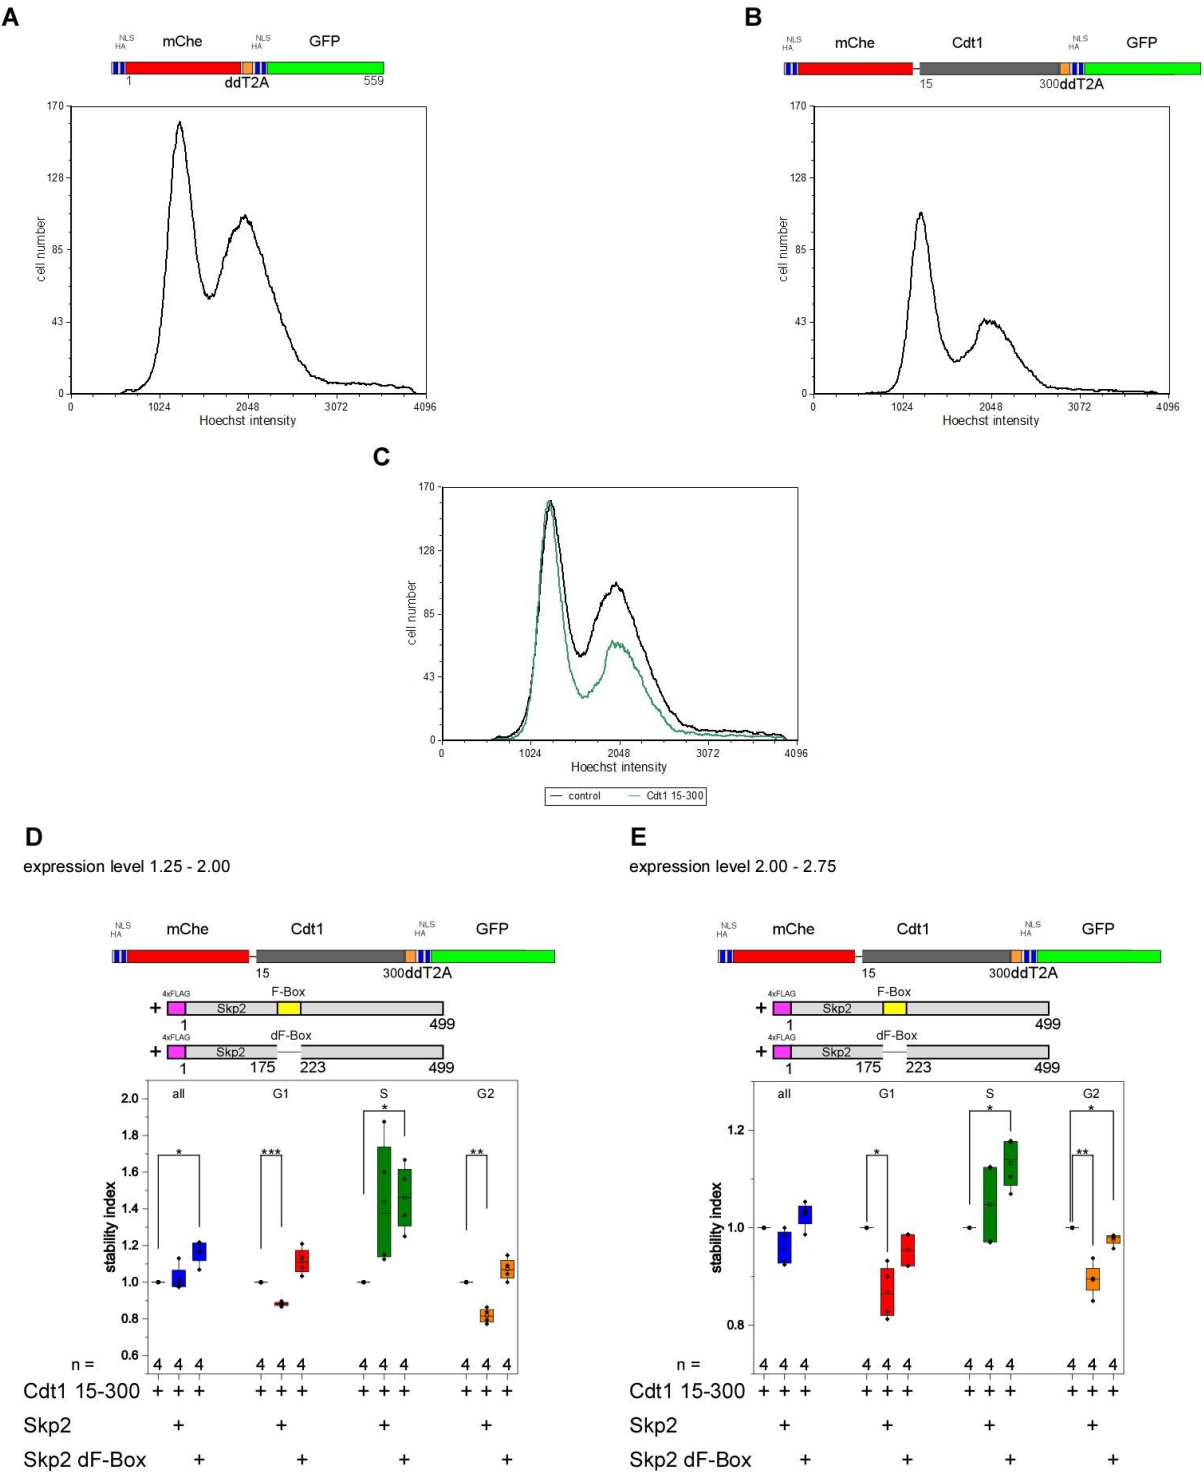 A
NLS
HA
mChe
NLS
HA
GFP
1
ddT2A
559
170
128
85
43
0
cell number
0 1024 2048 3072 4096
Hoechst intensity
B
NLS
HA
mChe
Cdt1
NLS
HA
GFP
15
300ddT2A
170
128
85
43
0
cell number
0 1024 2048 3072 4096
Hoechst intensity
C
170
128
85
43
0
cell number
0 1024 2048 3072 4096
Hoechst intensity
control Cdt1 15-300
D
expression level 1.25 - 2.00
NLS
HA
mChe
Cdt1
NLS
HA
GFP
15
300ddT2A
4xFLAG
F-Box
+ Skp2
1 499
4xFLAG
dF-Box
+ Skp2
1 175 223 499
all G1 S G2
2.0
1.8
1.6
1.4
1.2
1.0
0.8
0.6
stability index
* *** * **
n = 4 4 4 4 4 4 4 4 4 4 4 4
Cdt1 15-300 + + + + + + + + + + + +
Skp2 + + + +
Skp2 dF-Box + + + +
E
expression level 2.00 - 2.75
NLS
HA
mChe
Cdt1
NLS
HA
GFP
15
300ddT2A
4xFLAG
F-Box
+ Skp2
1 499
4xFLAG
dF-Box
+ Skp2
1 175 223 499
all G1 S G2
1.2
1.0
0.8
stability index
* * * **
n = 4 4 4 4 4 4 4 4 4 4 4 4
Cdt1 15-300 + + + + + + + + + + + +
Skp2 + + + +
Skp2 dF-Box + + + +